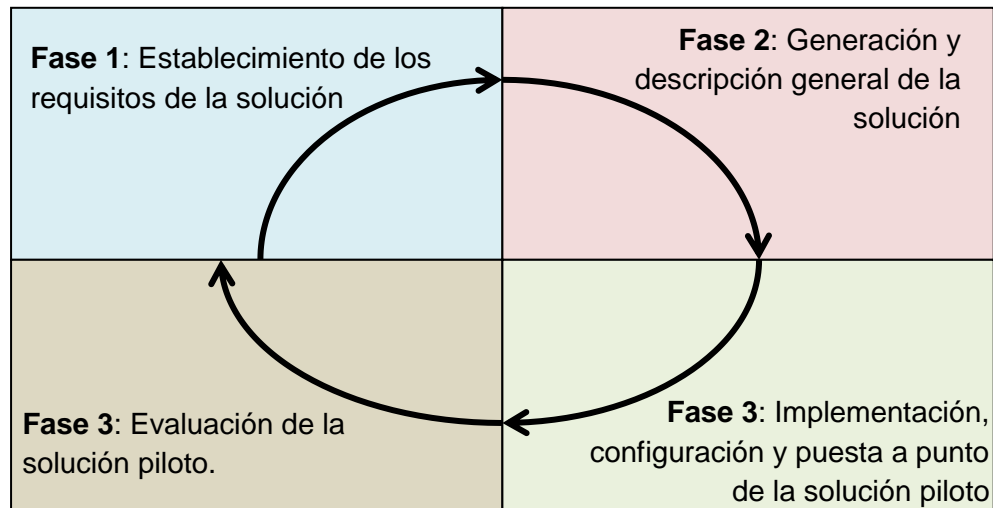 Fase 1: Establecimiento de los
requisitos de la solución
Fase 2: Generación y
descripción general de la
solución
Fase 3: Evaluación de la
solución piloto.
Fase 3: Implementación,
configuración y puesta a punto
de la solución piloto